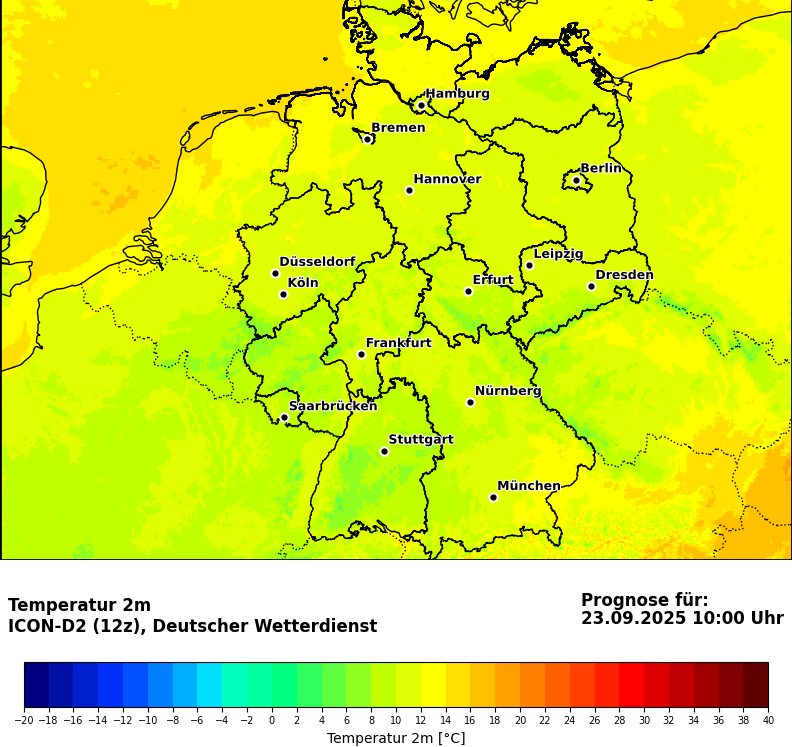 Hamburg
Bremen
Berlin
Hannover
Leipzig
Düsseldorf
Dresden
Köln
Erfurt
Frankfurt
Nürnberg
Saarbrücken
Stuttgart
München
Temperatur 2m
ICON-D2 (12z), Deutscher Wetterdienst
Prognose für:
23.09.2025 10:00 Uhr
−20 −18 −16 −14 −12 −10 −8 −6 −4 −2 0 2 4 6 8 10 12 14 16 18 20 22 24 26 28 30 32 34 36 38 40
Temperatur 2m [°C]